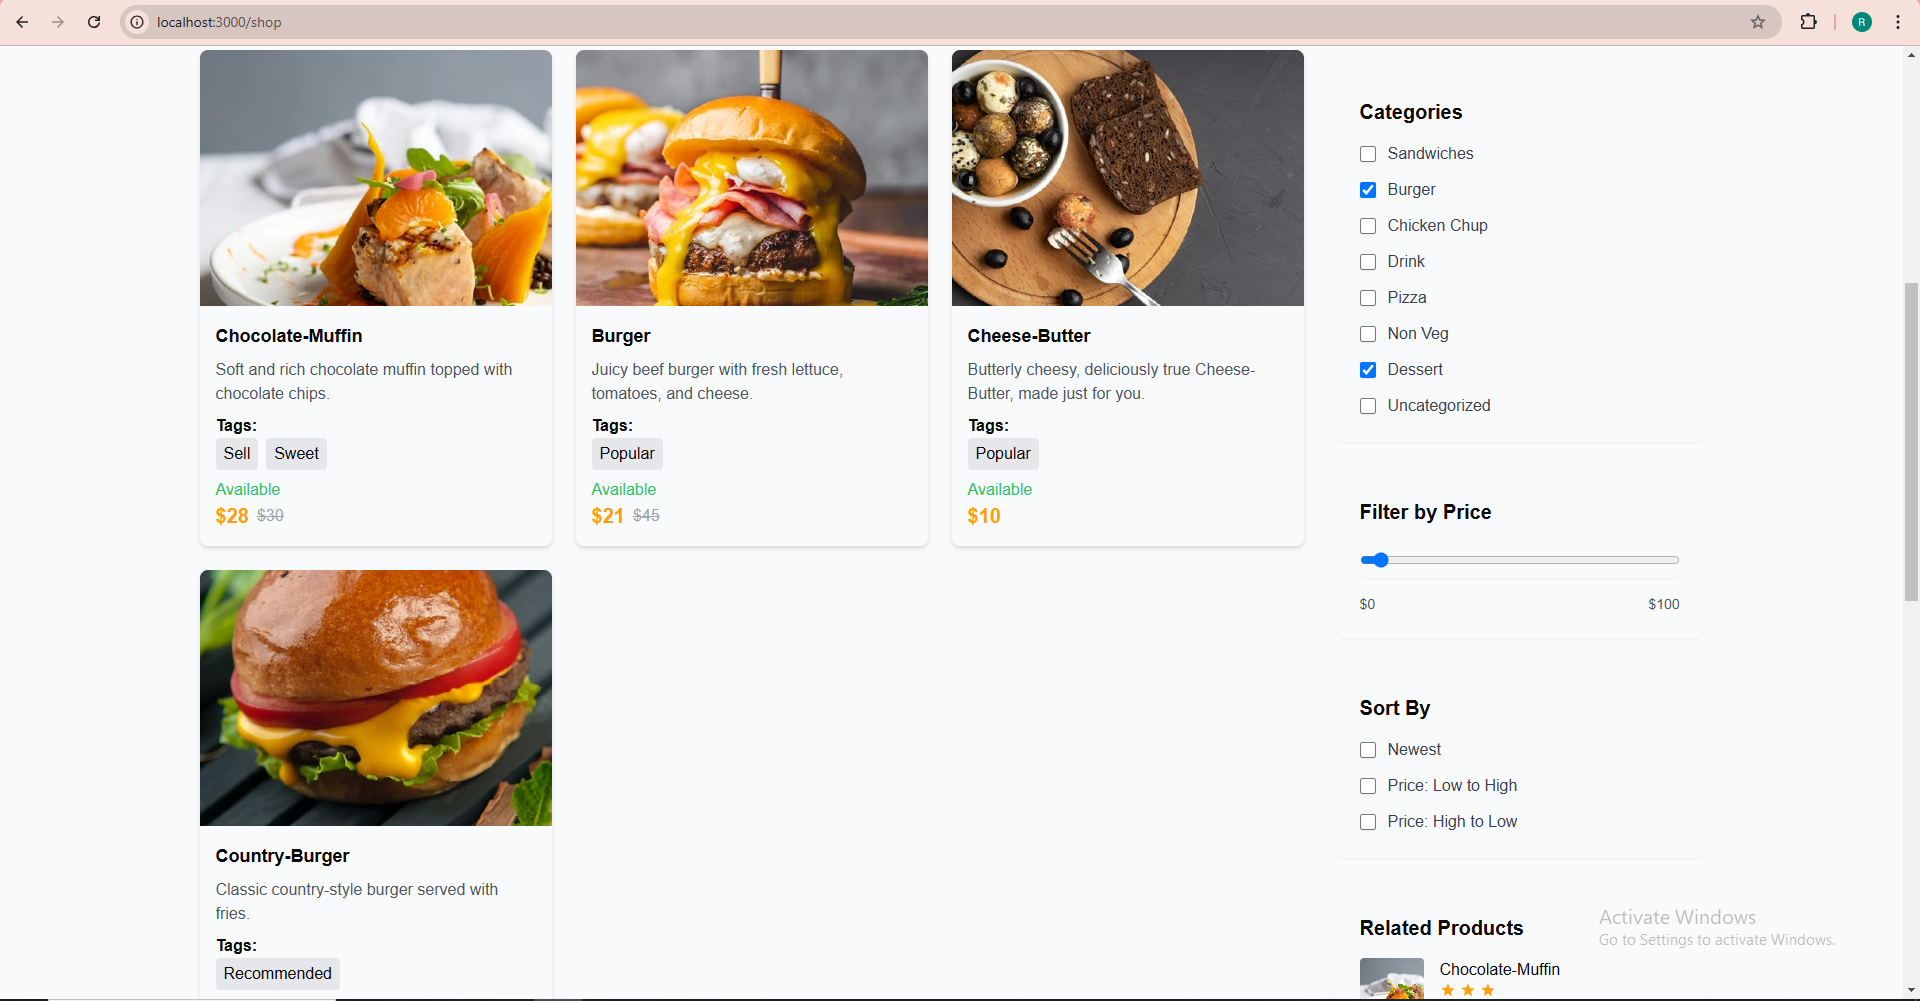 localhost:3000/shop
R
Chocolate-Muffin
Soft and rich chocolate muffin topped with
chocolate chips.
Tags:
Sell Sweet
Available
$28 $30
Burger
Juicy beef burger with fresh lettuce,
tomatoes, and cheese.
Tags:
Popular
Available
$21 $45
Cheese-Butter
Butterly cheesy, deliciously true Cheese-
Butter, made just for you.
Tags:
Popular
Available
$10
Country-Burger
Classic country-style burger served with
fries.
Tags:
Recommended
Categories
Sandwiches
Burger
Chicken Chup
Drink
Pizza
Non Veg
Dessert
Uncategorized
Filter by Price
$0 $100
Sort By
Newest
Price: Low to High
Price: High to Low
Related Products
Chocolate-Muffin
Activate Windows
Go to Settings to activate Windows.